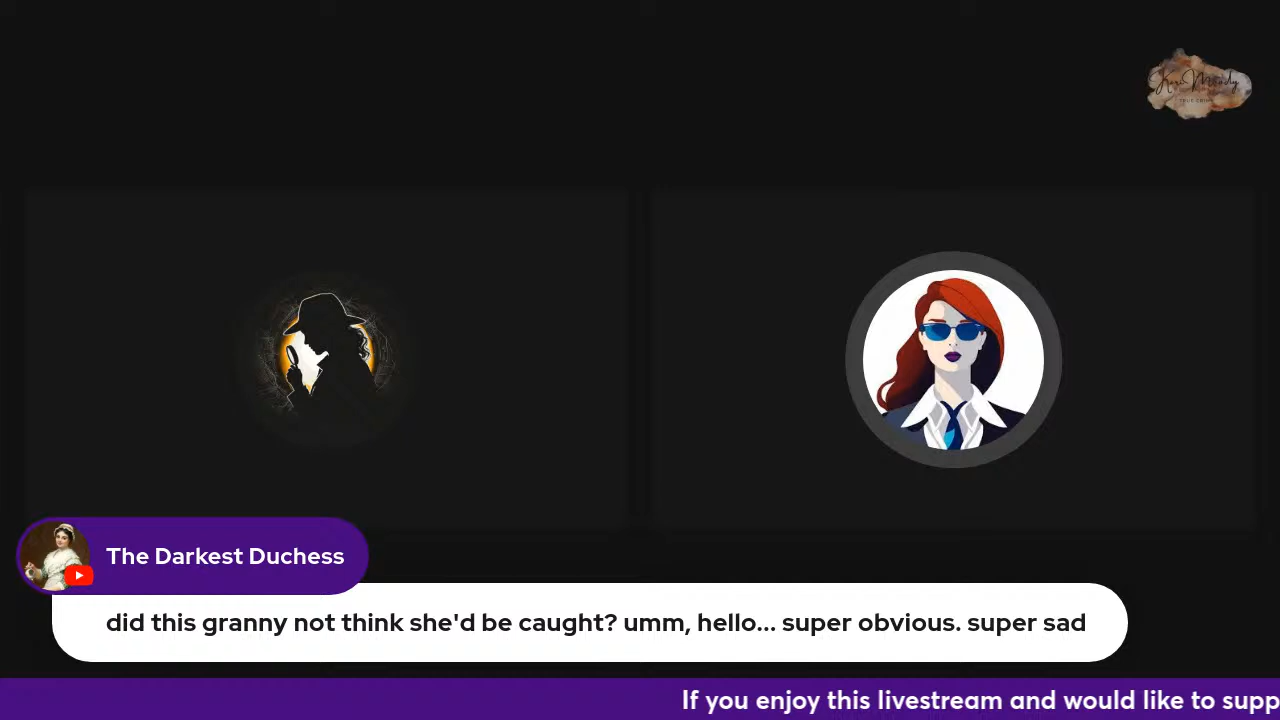 The Darkest Duchess
did this granny not think she'd be caught? umm, hello... super obvious. super sad
If you enjoy this livestream and would like to supp